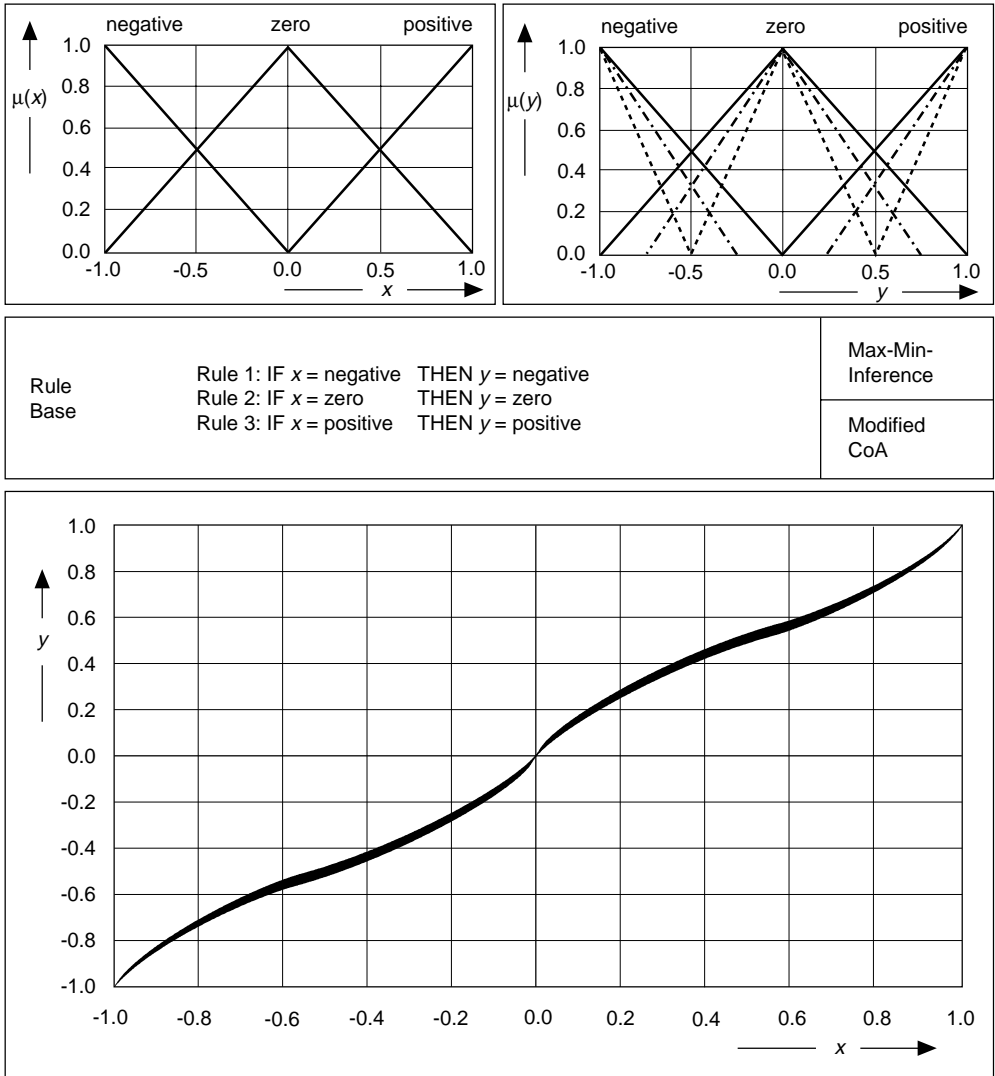 negative zero positive
1.0
0.8
μ(x)
0.6
0.4
0.2
0.0
-1.0 -0.5 0.0 0.5 1.0
x
negative zero positive
1.0
0.8
μ(y)
0.6
0.4
0.2
0.0
-1.0 -0.5 0.0 0.5 1.0
y
Rule
Base
Rule 1: IF x = negative THEN y = negative
Rule 2: IF x = zero THEN y = zero
Rule 3: IF x = positive THEN y = positive
Max-Min-
Inference
Modified
CoA
1.0
0.8
0.6
y
0.4
0.2
0.0
-0.2
-0.4
-0.6
-0.8
-1.0
-1.0 -0.8 -0.6 -0.4 -0.2 0.0 0.2 0.4 0.6 0.8 1.0
x